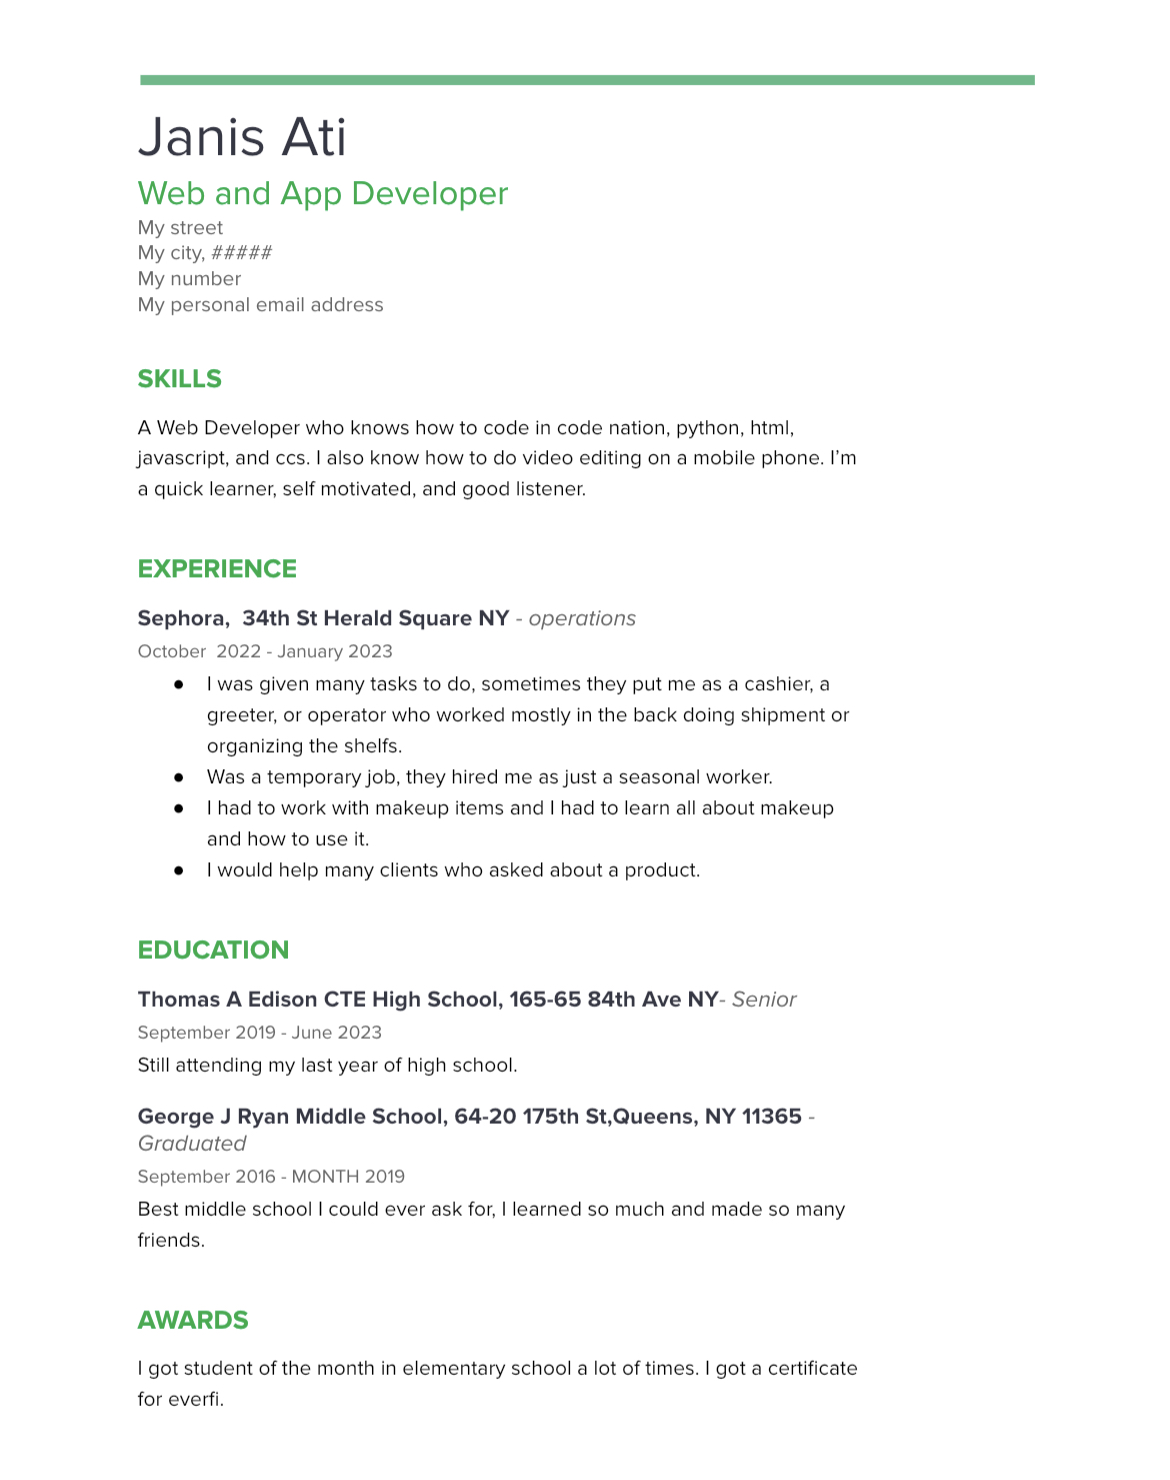 Janis Ati
Web and App Developer
My street
My city, #####
My number
My personal email address
SKILLS
A Web Developer who knows how to code in code nation, python, html,
javascript, and ccs. I also know how to do video editing on a mobile phone. I’m
a quick learner, self motivated, and good listener.
EXPERIENCE
Sephora,  34th St Herald Square NY - operations
October  2022 - January 2023
● I was given many tasks to do, sometimes they put me as a cashier, a
greeter, or operator who worked mostly in the back doing shipment or
organizing the shelfs.
● Was a temporary job, they hired me as just a seasonal worker.
● I had to work with makeup items and I had to learn all about makeup
and how to use it.
● I would help many clients who asked about a product.
EDUCATION
Thomas A Edison CTE High School, 165-65 84th Ave NY- Senior
September 2019 - June 2023
Still attending my last year of high school.
George J Ryan Middle School, 64-20 175th St,Queens, NY 11365 -
Graduated
September 2016 - MONTH 2019
Best middle school I could ever ask for, I learned so much and made so many
friends.
AWARDS
I got student of the month in elementary school a lot of times. I got a certificate
for everfi.